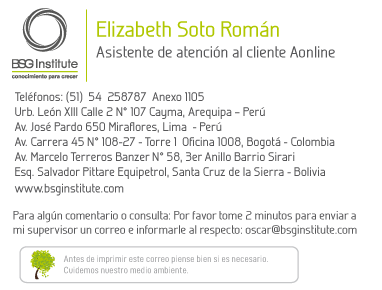 Elizabeth Soto Román
Asistente de atención al cliente Aonline
BSG Institute
conocimiento para crecer
Teléfonos: (51) 54 258787 Anexo 1105
Urb. León XIII Calle 2 N° 107 Cayma, Arequipa – Perú
Av. José Pardo 650 Miraflores, Lima - Perú
Av. Carrera 45 N° 108-27 - Torre 1 Oficina 1008, Bogotá - Colombia
Av. Marcelo Terreros Banzer N° 58, 3er Anillo Barrio Sirari
Esq. Salvador Pittare Equipetrol, Santa Cruz de la Sierra - Bolivia
www.bsginstitute.com
Para algún comentario o consulta: Por favor tome 2 minutos para enviar a
mi supervisor un correo e informarle al respecto: oscar@bsginstitute.com
Antes de imprimir este correo piense bien si es necesario.
Cuidemos nuestro medio ambiente.